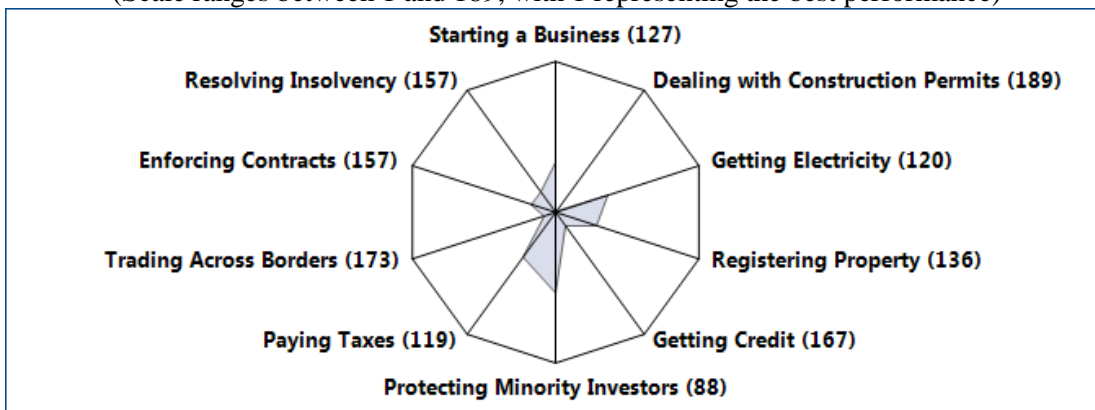 (Scale ranges between 1 and 189, with 1 representing the best performance)
Starting a Business (127)
Resolving Insolvency (157)
Dealing with Construction Permits (189)
Enforcing Contracts (157)
Getting Electricity (120)
Trading Across Borders (173)
Registering Property (136)
Paying Taxes (119)
Getting Credit (167)
Protecting Minority Investors (88)